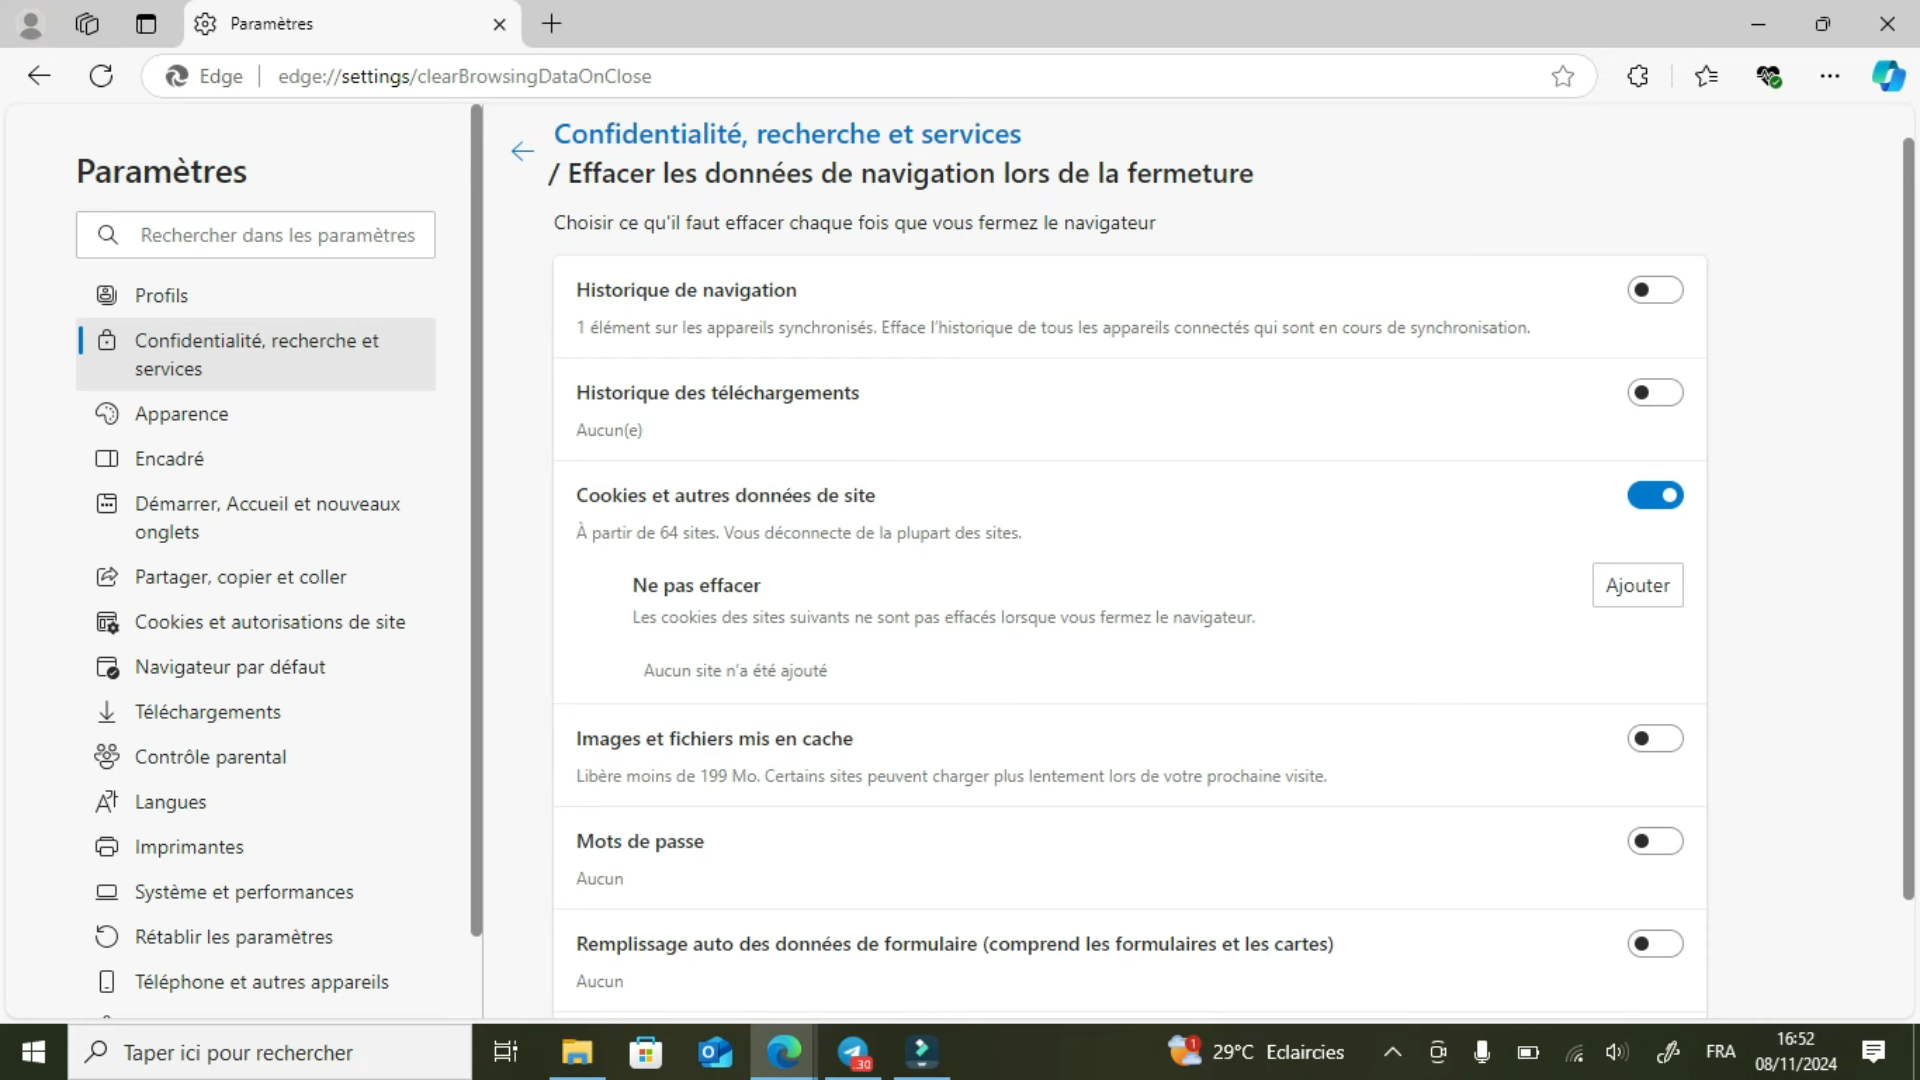 Paramètres
Edge
edge://settings/clearBrowsingDataOnClose
Paramètres
Rechercher dans les paramètres
Profils
Confidentialité, recherche et
services
Apparence
Encadré
Démarrer, Accueil et nouveaux
onglets
Partager, copier et coller
Cookies et autorisations de site
Navigateur par défaut
Téléchargements
Contrôle parental
Langues
Imprimantes
Système et performances
Rétablir les paramètres
Téléphone et autres appareils
Confidentialité, recherche et services
/ Effacer les données de navigation lors de la fermeture
Choisir ce qu'il faut effacer chaque fois que vous fermez le navigateur
Historique de navigation
1 élément sur les appareils synchronisés. Efface l'historique de tous les appareils connectés qui sont en cours de synchronisation.
Historique des téléchargements
Aucun(e)
Cookies et autres données de site
À partir de 64 sites. Vous déconnecte de la plupart des sites.
Ne pas effacer
Ajouter
Les cookies des sites suivants ne sont pas effacés lorsque vous fermez le navigateur.
Aucun site n'a été ajouté
Images et fichiers mis en cache
Libère moins de 199 Mo. Certains sites peuvent charger plus lentement lors de votre prochaine visite.
Mots de passe
Aucun
Remplissage auto des données de formulaire (comprend les formulaires et les cartes)
Aucun
Taper ici pour rechercher
.30
1
29°C Eclaircies
FRA
16:52
08/11/2024